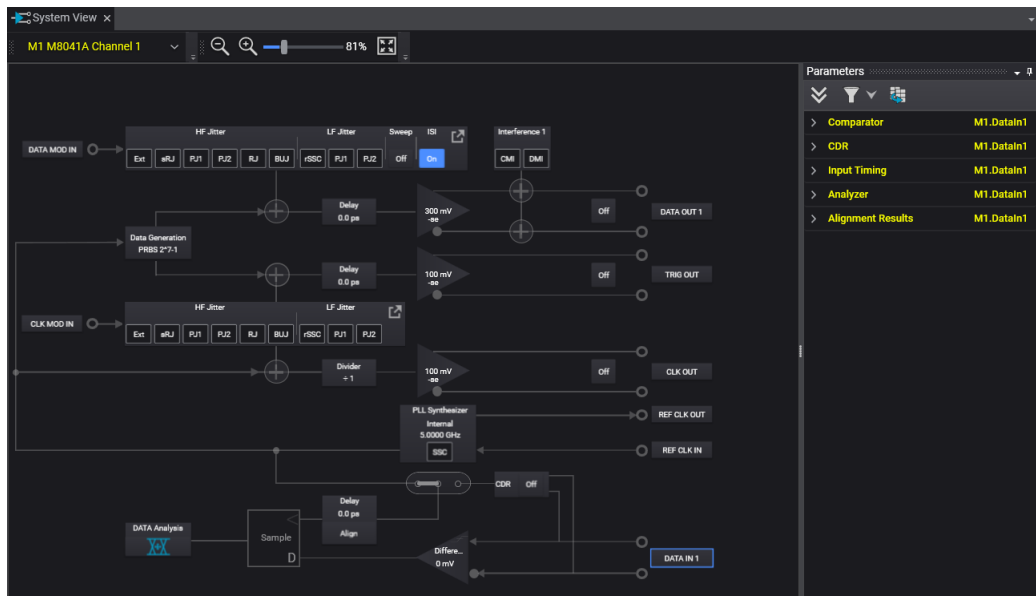 System View ×
M1 M8041A Channel 1
81%
Parameters
Comparator M1.DataIn1
CDR M1.DataIn1
Input Timing M1.DataIn1
Analyzer M1.DataIn1
Alignment Results M1.DataIn1
HF Jitter LF Jitter Sweep ISI
DATA MOD IN
Ext sRJ PJ1 PJ2 RJ BUJ rSSC PJ1 PJ2 Off On
Interference 1
CMI DMI
Delay
0.0 ps
300 mV
-se
Off
DATA OUT 1
Data Generation
PRBS 2^7-1
Delay
0.0 ps
100 mV
-se
Off
TRIG OUT
HF Jitter LF Jitter
CLK MOD IN
Ext sRJ PJ1 PJ2 RJ BUJ rSSC PJ1 PJ2
Divider
÷ 1
100 mV
-se
Off
CLK OUT
PLL Synthesizer
Internal
5.0000 GHz
SSC
REF CLK OUT
REF CLK IN
CDR Off
Delay
0.0 ps
Align
DATA Analysis
Sample
D
Differe...
0 mV
DATA IN 1